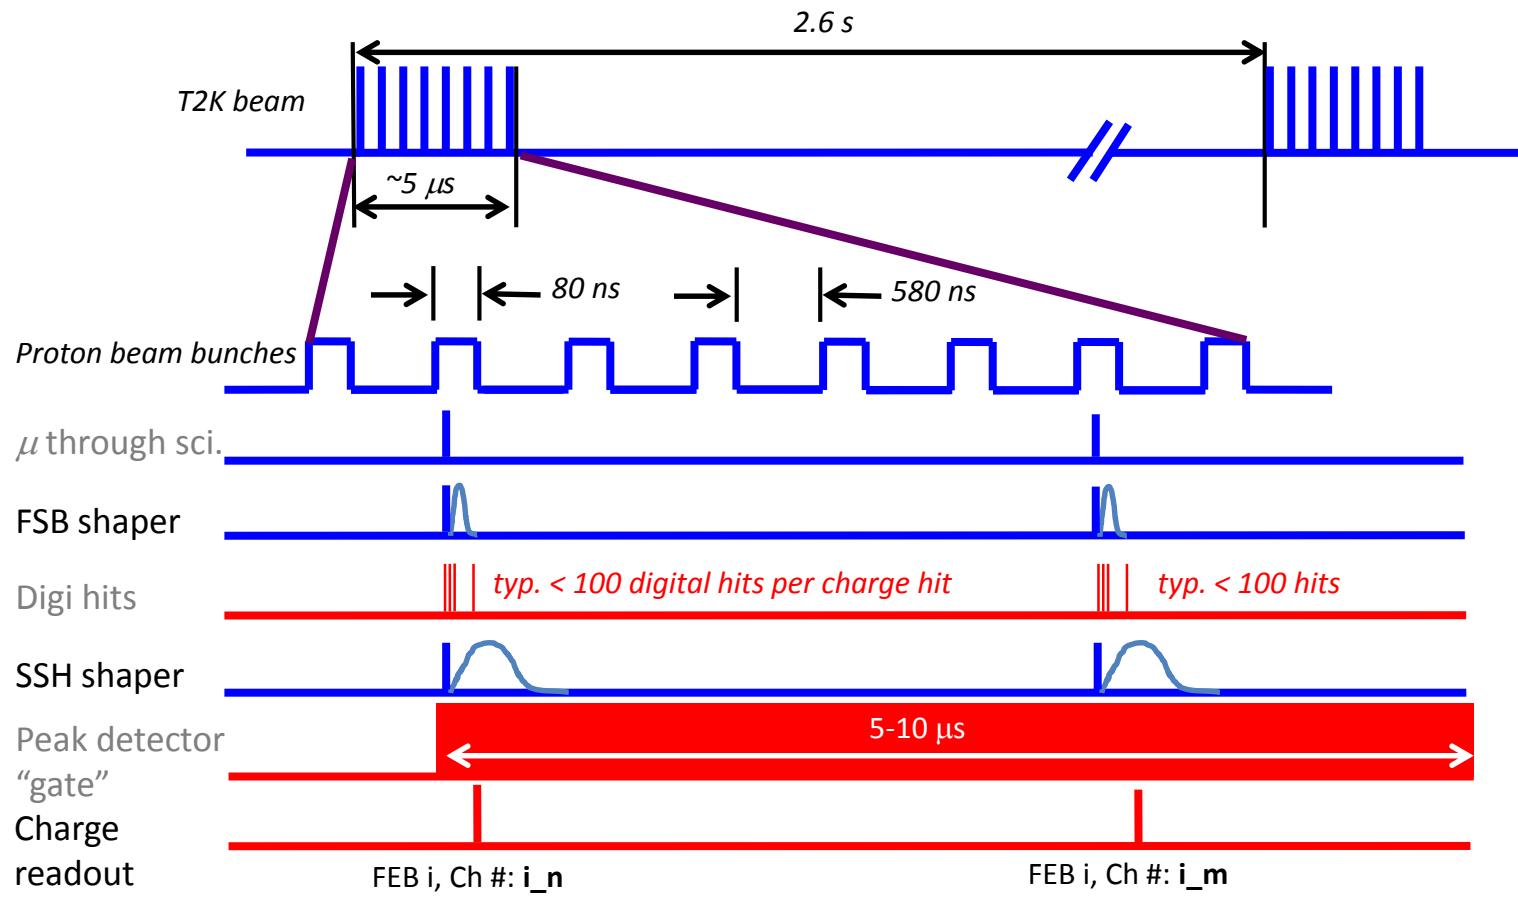 2.6 s
T2K beam
~5 μs
80 ns
580 ns
Proton beam bunches
μ through sci.
FSB shaper
Digi hits
typ. < 100 digital hits per charge hit
typ. < 100 hits
SSH shaper
Peak detector
“gate”
5-10 μs
Charge
readout
FEB i, Ch #: i_n
FEB i, Ch #: i_m